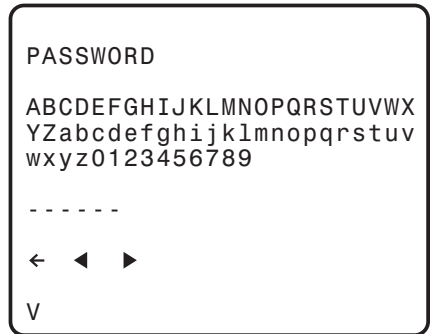 PASSWORD
ABCDEFGHIJKLMNOPQRSTUVWX
YZabcdefghijklmnopqrstuv
wxyz0123456789
------
← ◀ ▶
V